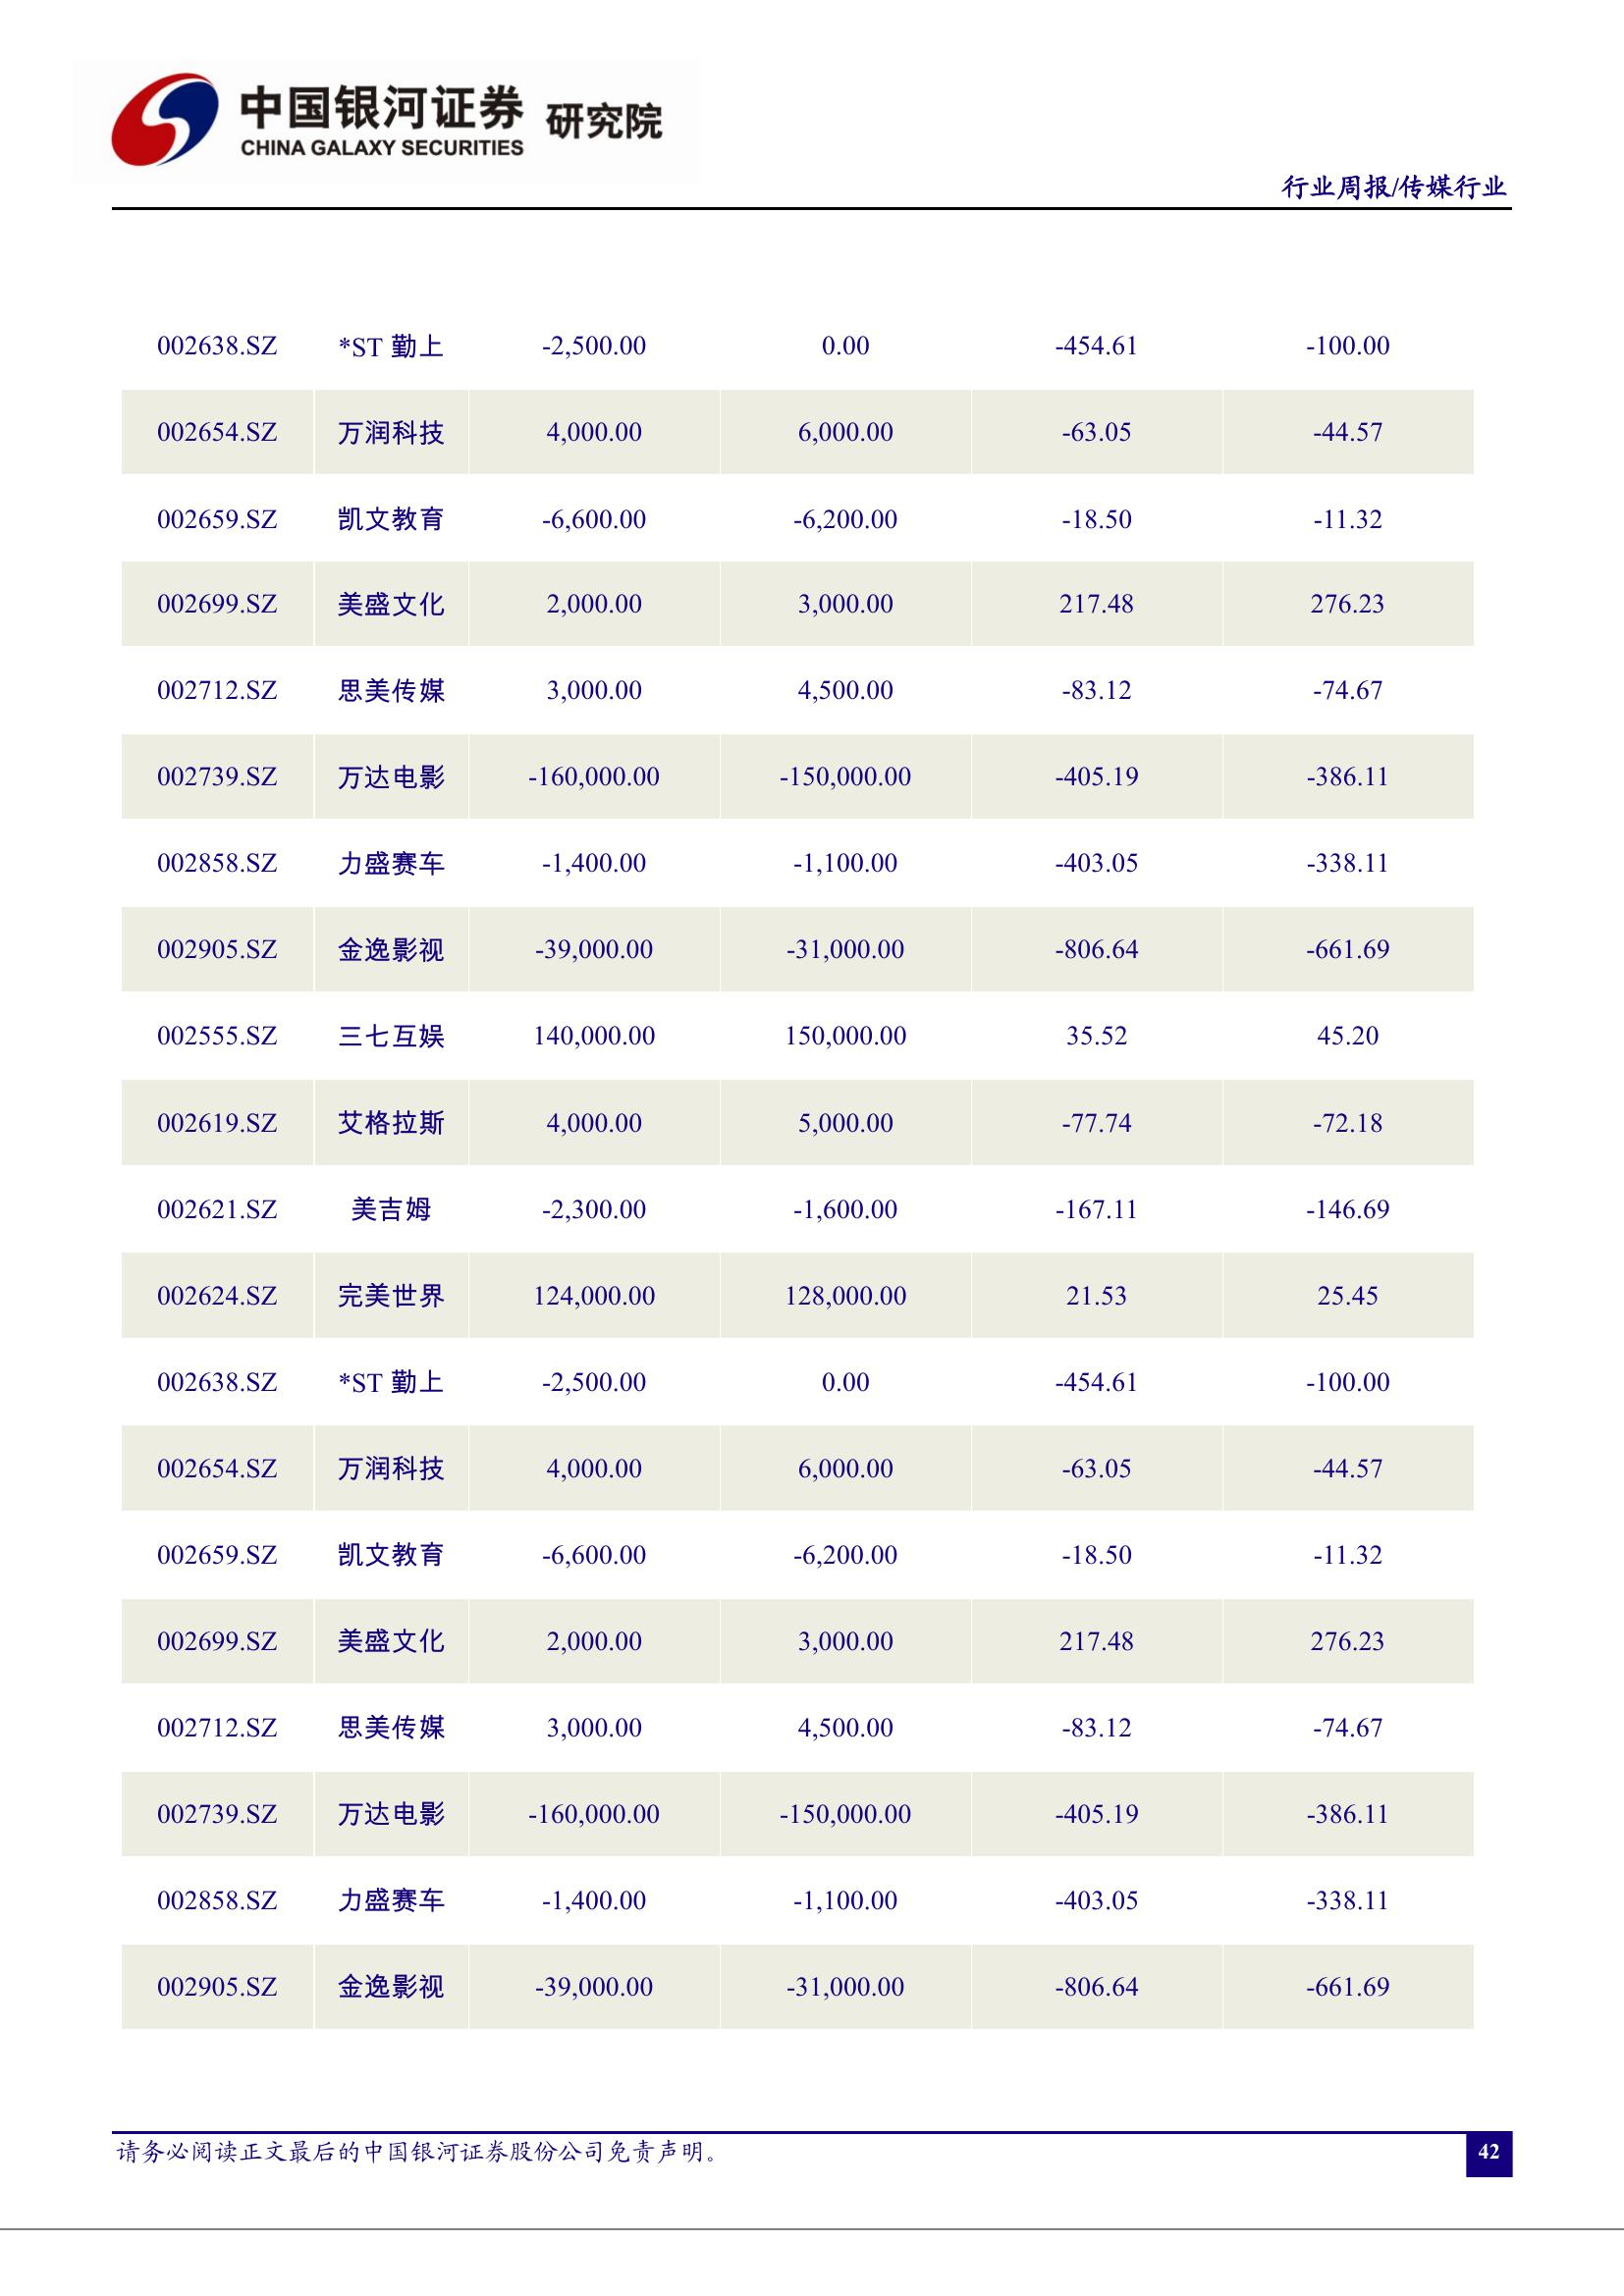 中国银河证券 研究院
CHINA GALAXY SECURITIES
行业周报/传媒行业
002638.SZ *ST 勤上 -2,500.00 0.00 -454.61 -100.00
002654.SZ 万润科技 4,000.00 6,000.00 -63.05 -44.57
002659.SZ 凯文教育 -6,600.00 -6,200.00 -18.50 -11.32
002699.SZ 美盛文化 2,000.00 3,000.00 217.48 276.23
002712.SZ 思美传媒 3,000.00 4,500.00 -83.12 -74.67
002739.SZ 万达电影 -160,000.00 -150,000.00 -405.19 -386.11
002858.SZ 力盛赛车 -1,400.00 -1,100.00 -403.05 -338.11
002905.SZ 金逸影视 -39,000.00 -31,000.00 -806.64 -661.69
002555.SZ 三七互娱 140,000.00 150,000.00 35.52 45.20
002619.SZ 艾格拉斯 4,000.00 5,000.00 -77.74 -72.18
002621.SZ 美吉姆 -2,300.00 -1,600.00 -167.11 -146.69
002624.SZ 完美世界 124,000.00 128,000.00 21.53 25.45
002638.SZ *ST 勤上 -2,500.00 0.00 -454.61 -100.00
002654.SZ 万润科技 4,000.00 6,000.00 -63.05 -44.57
002659.SZ 凯文教育 -6,600.00 -6,200.00 -18.50 -11.32
002699.SZ 美盛文化 2,000.00 3,000.00 217.48 276.23
002712.SZ 思美传媒 3,000.00 4,500.00 -83.12 -74.67
002739.SZ 万达电影 -160,000.00 -150,000.00 -405.19 -386.11
002858.SZ 力盛赛车 -1,400.00 -1,100.00 -403.05 -338.11
002905.SZ 金逸影视 -39,000.00 -31,000.00 -806.64 -661.69
请务必阅读正文最后的中国银河证券股份公司免责声明。 42